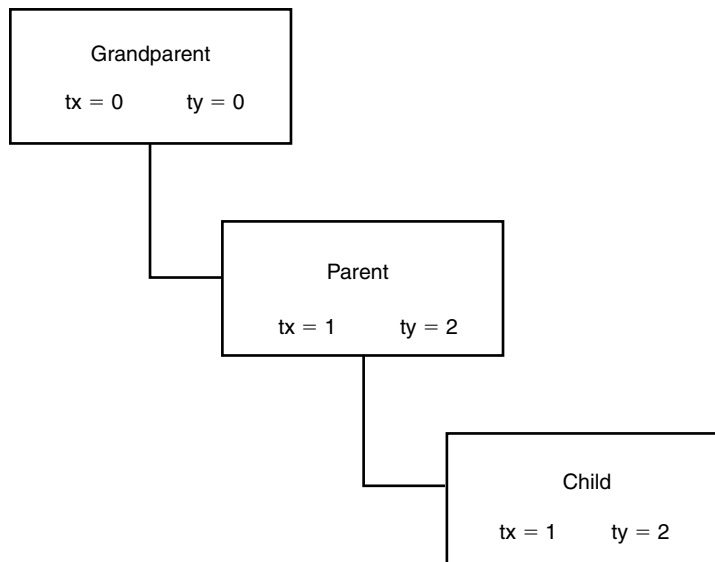 Grandparent
tx = 0 ty = 0
Parent
tx = 1 ty = 2
Child
tx = 1 ty = 2